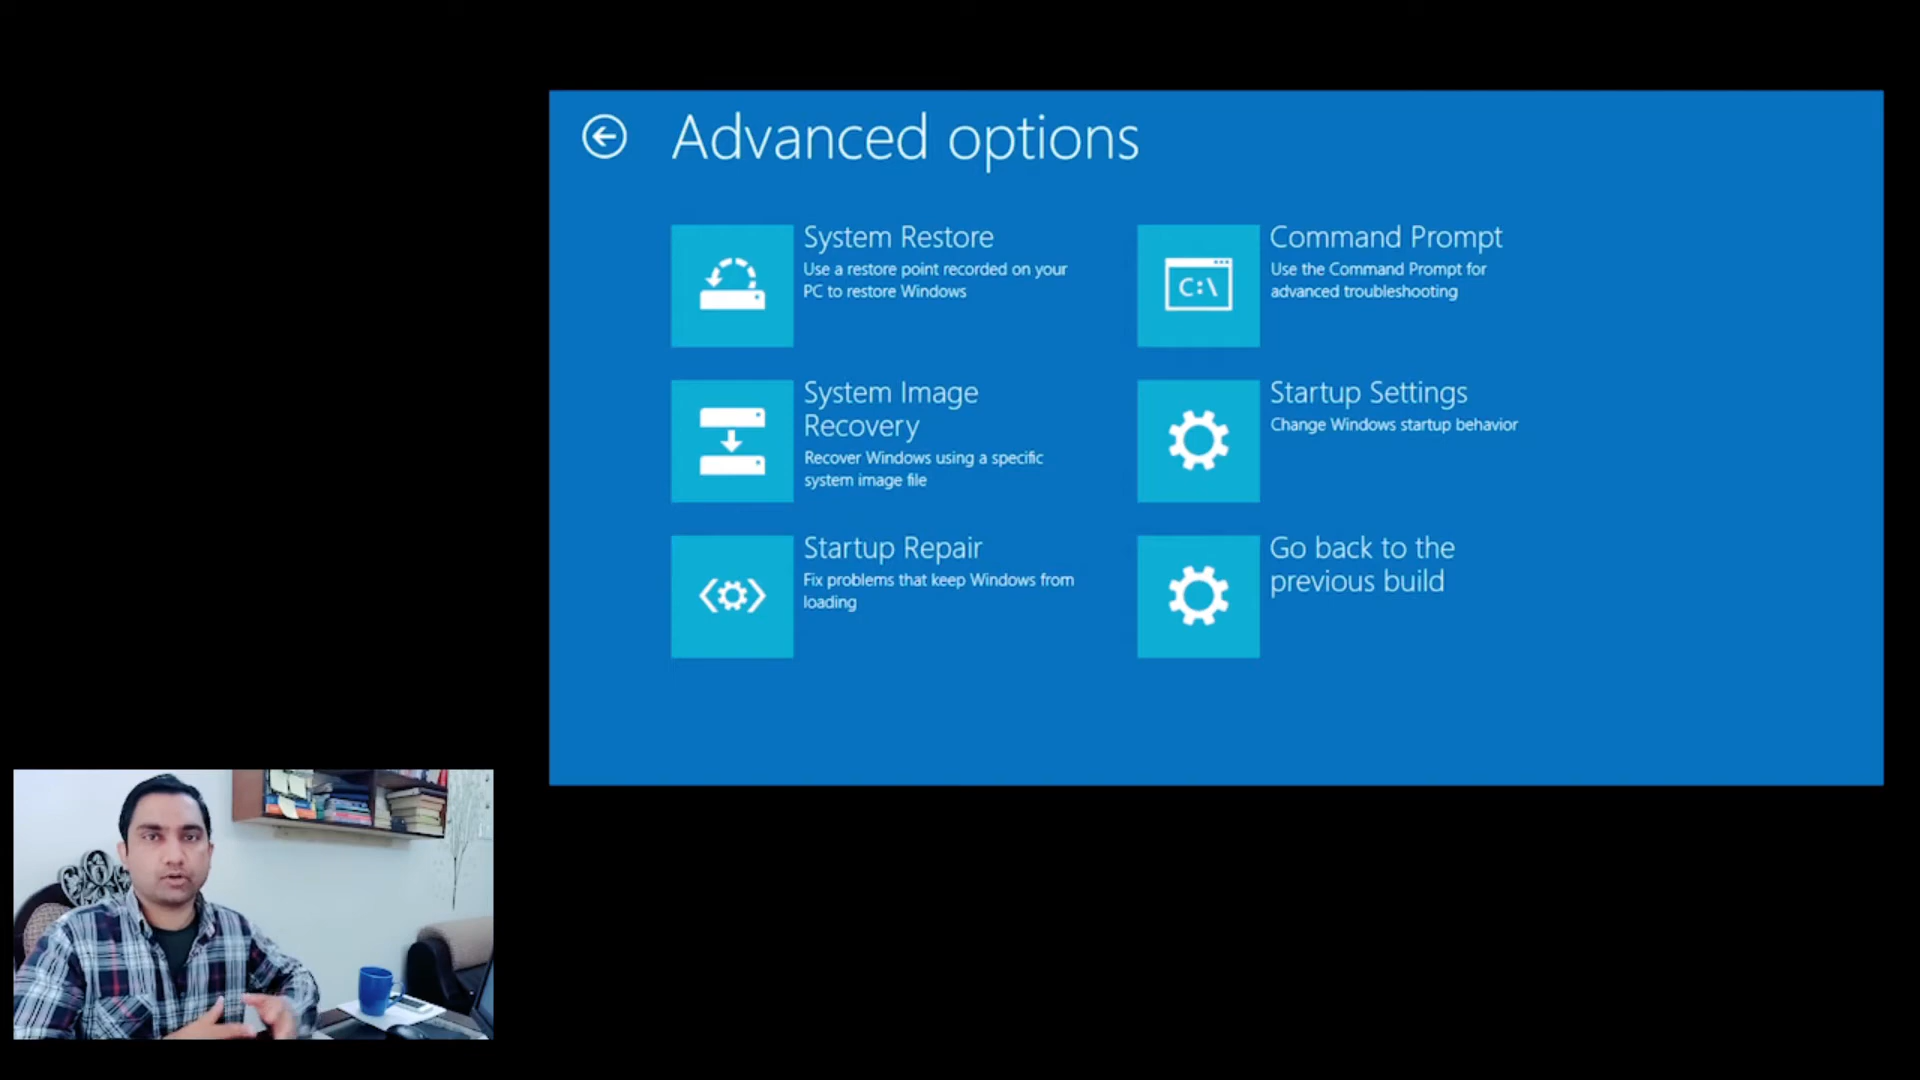 Advanced options
System Restore
Use a restore point recorded on your
PC to restore Windows
System Image
Recovery
Recover Windows using a specific
system image file
Startup Repair
Fix problems that keep Windows from
loading
Command Prompt
Use the Command Prompt for
advanced troubleshooting
C:\
Startup Settings
Change Windows startup behavior
Go back to the
previous build